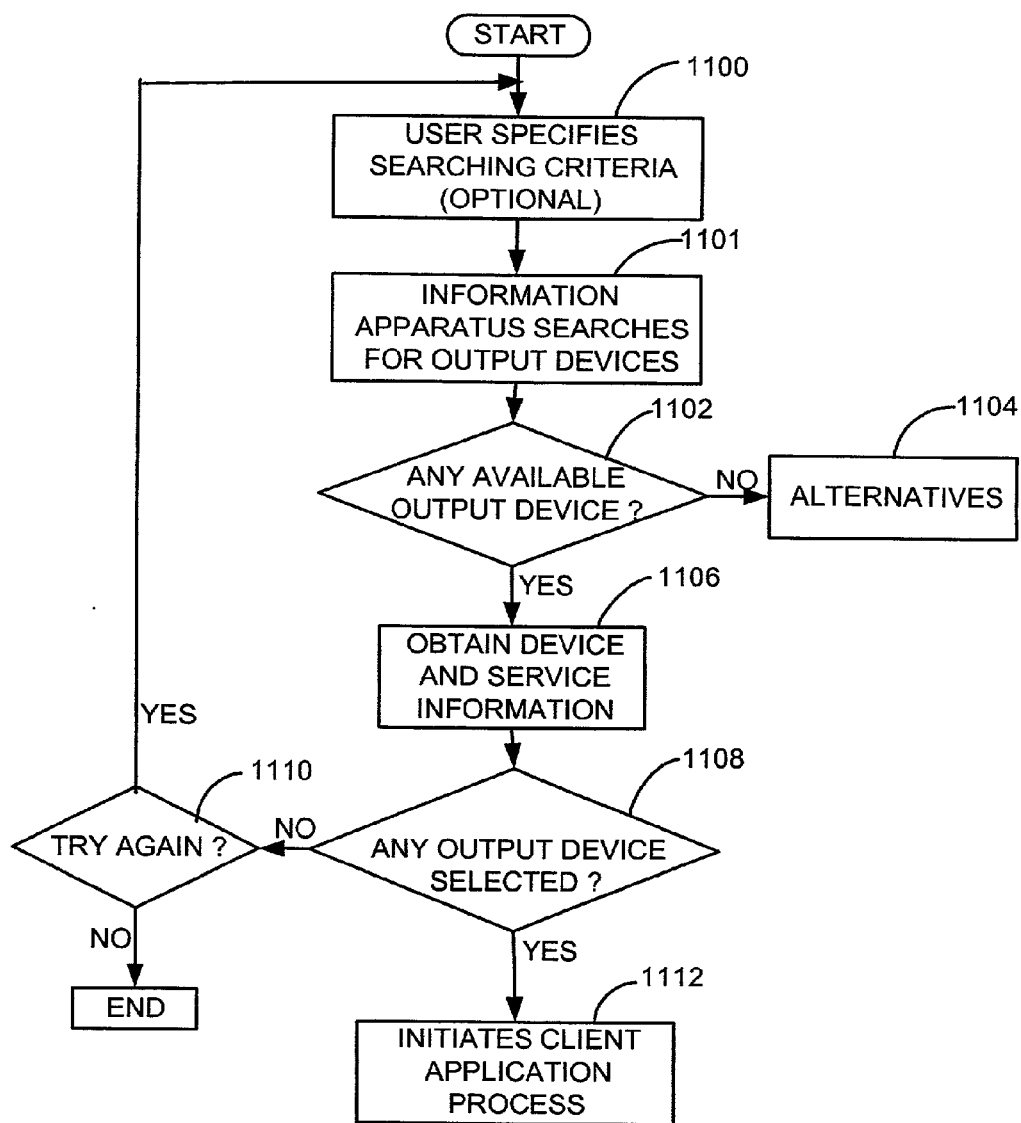 START
1100
USER SPECIFIES
SEARCHING CRITERIA
(OPTIONAL)
1101
INFORMATION
APPARATUS SEARCHES
FOR OUTPUT DEVICES
1102
1104
ANY AVAILABLE
OUTPUT DEVICE ?
NO
ALTERNATIVES
YES
1106
OBTAIN DEVICE
AND SERVICE
INFORMATION
YES
1110
1108
TRY AGAIN ?
NO
ANY OUTPUT DEVICE
SELECTED ?
NO
YES
END
1112
INITIATES CLIENT
APPLICATION
PROCESS